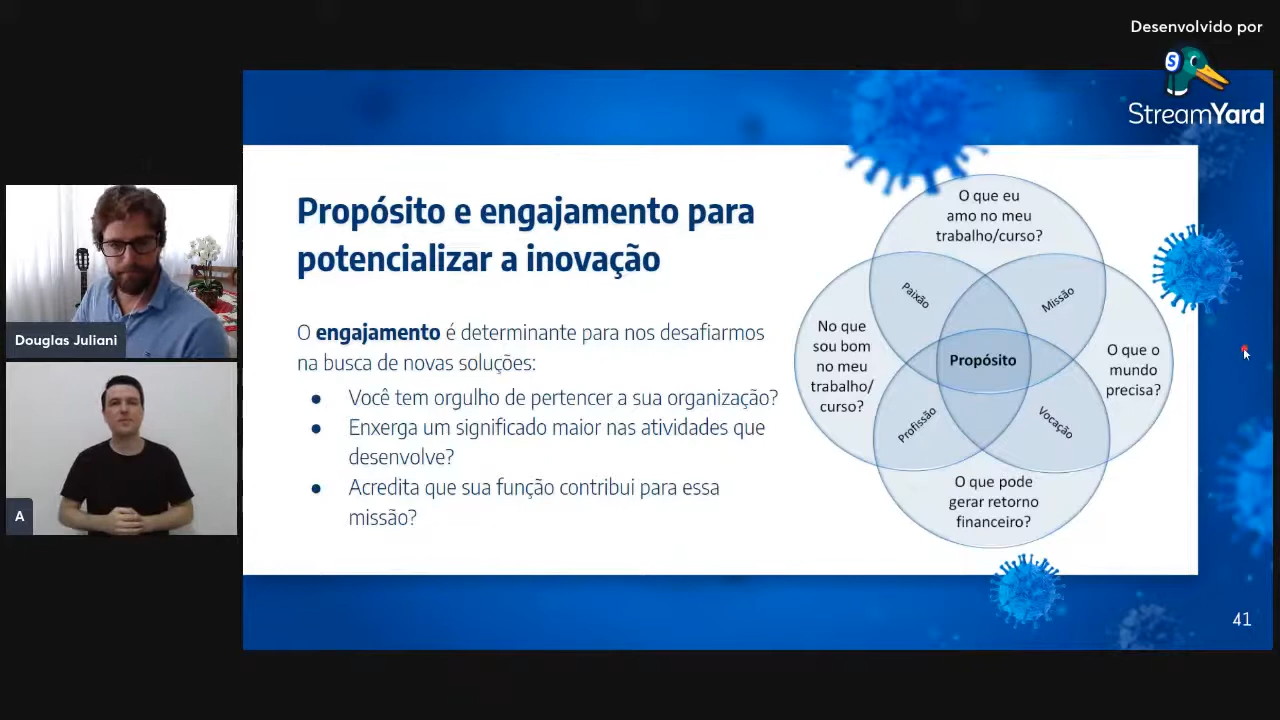 Desenvolvido por
StreamYard
Propósito e engajamento para
potencializar a inovação
O engajamento é determinante para nos desafiarmos
na busca de novas soluções:
● Você tem orgulho de pertencer a sua organização?
● Enxerga um significado maior nas atividades que
desenvolve?
● Acredita que sua função contribui para essa
missão?
O que eu
amo no meu
trabalho/curso?
Paixão
Missão
No que
sou bom
no meu
trabalho/
curso?
Propósito
O que o
mundo
precisa?
Profissão
Vocação
O que pode
gerar retorno
financeiro?
41
Douglas Juliani
A